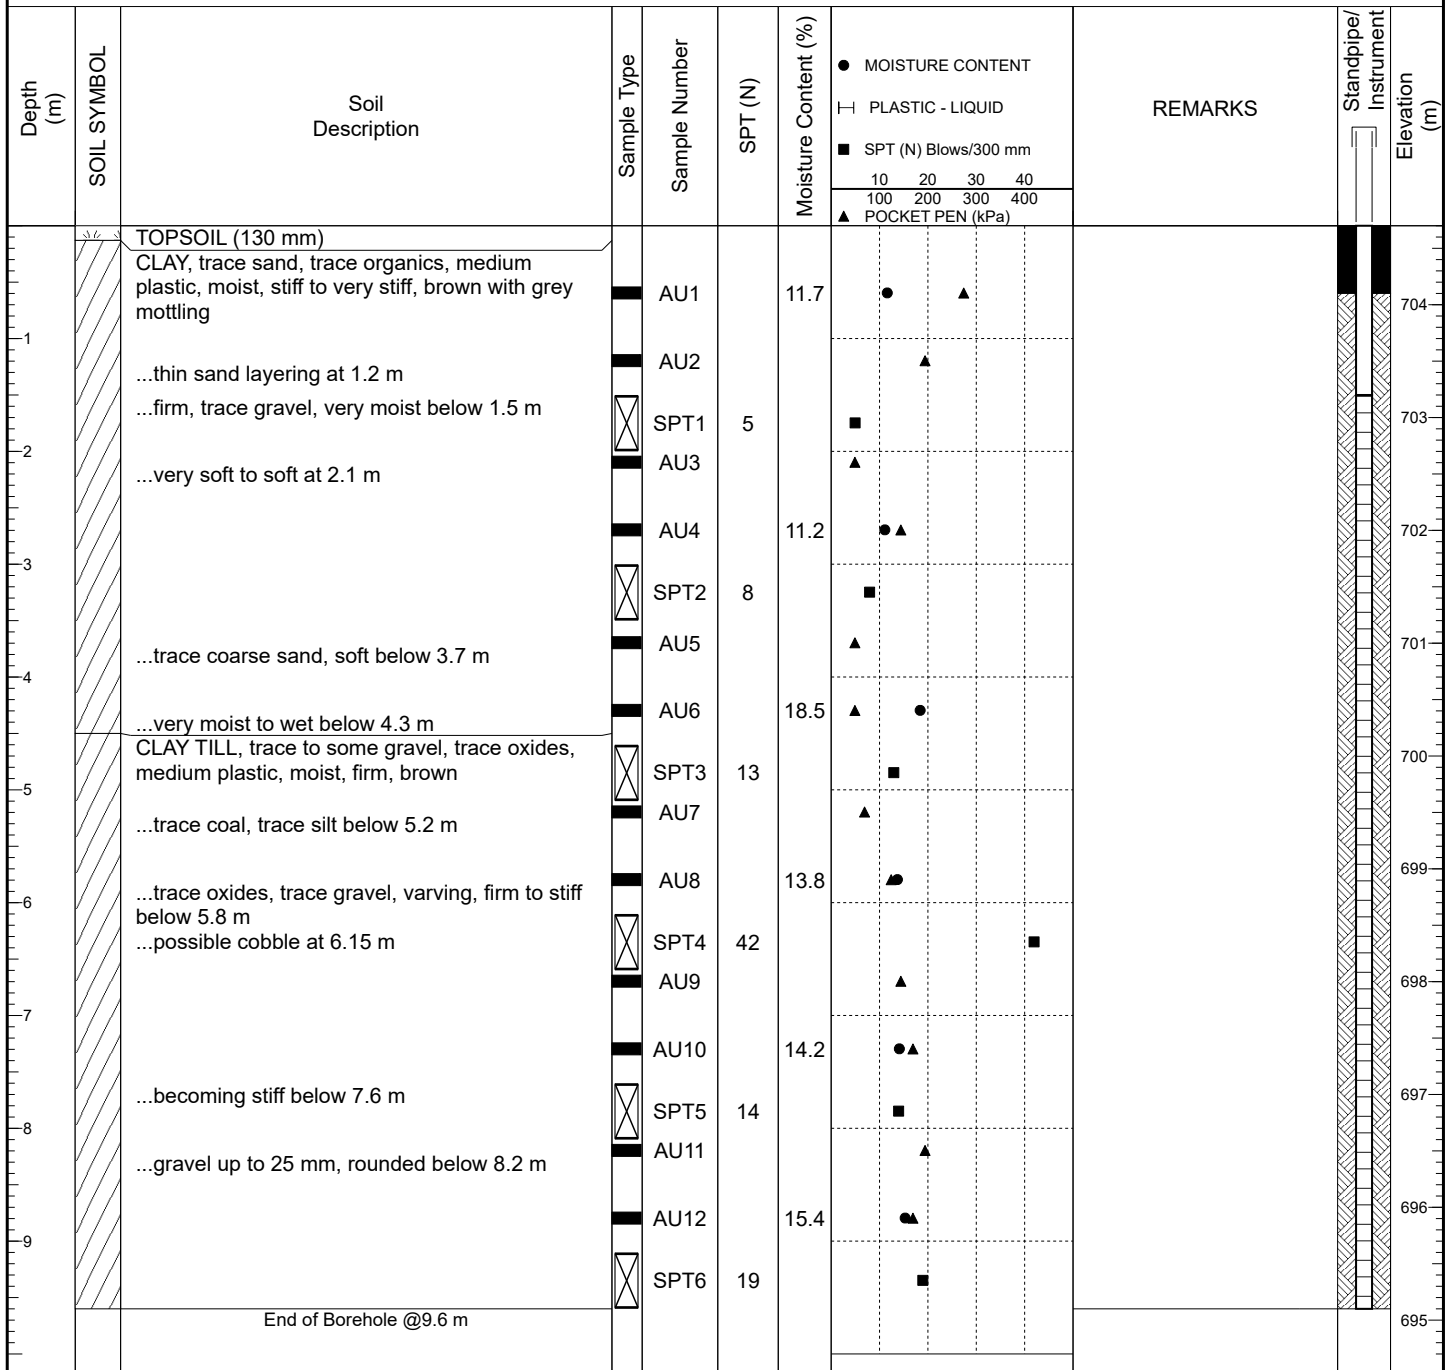 Depth
(m)
SOIL SYMBOL
Soil
Description
Sample Type
Sample Number
SPT (N)
Moisture Content (%)
MOISTURE CONTENT
PLASTIC - LIQUID
SPT (N) Blows/300 mm
10 20 30 40
100 200 300 400
POCKET PEN (kPa)
REMARKS
Standpipe/
Instrument
Elevation
(m)
TOPSOIL (130 mm)
CLAY, trace sand, trace organics, medium
plastic, moist, stiff to very stiff, brown with grey
mottling
AU1 11.7
704
1
AU2
...thin sand layering at 1.2 m
...firm, trace gravel, very moist below 1.5 m
SPT1 5
703
2
AU3
...very soft to soft at 2.1 m
AU4 11.2
702
3
SPT2 8
701
AU5
...trace coarse sand, soft below 3.7 m
4
AU6 18.5
...very moist to wet below 4.3 m
CLAY TILL, trace to some gravel, trace oxides,
medium plastic, moist, firm, brown
700
SPT3 13
5
AU7
...trace coal, trace silt below 5.2 m
699
AU8 13.8
...trace oxides, trace gravel, varving, firm to stiff
below 5.8 m
6
...possible cobble at 6.15 m
SPT4 42
AU9
698
7
AU10 14.2
...becoming stiff below 7.6 m
697
SPT5 14
8
AU11
...gravel up to 25 mm, rounded below 8.2 m
696
AU12 15.4
9
SPT6 19
End of Borehole @9.6 m
695